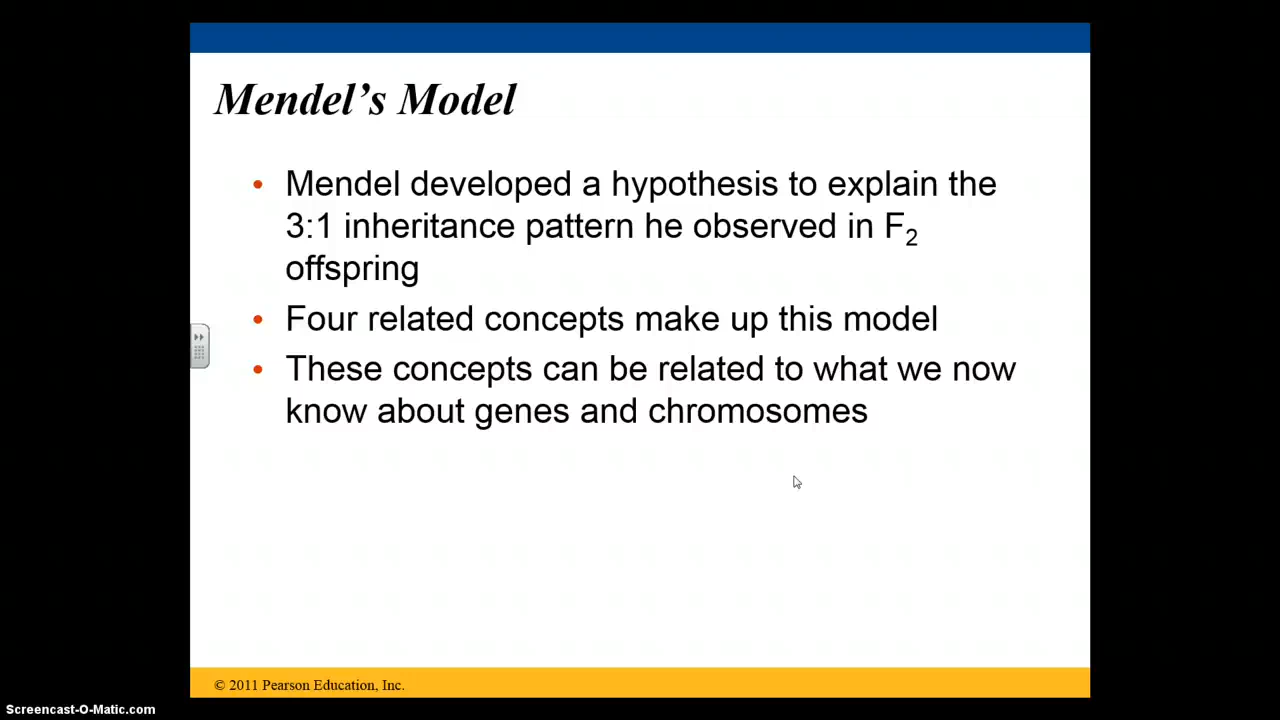 Mendel’s Model
• Mendel developed a hypothesis to explain the
3:1 inheritance pattern he observed in F2
offspring
• Four related concepts make up this model
• These concepts can be related to what we now
know about genes and chromosomes
© 2011 Pearson Education, Inc.
Screencast-O-Matic.com